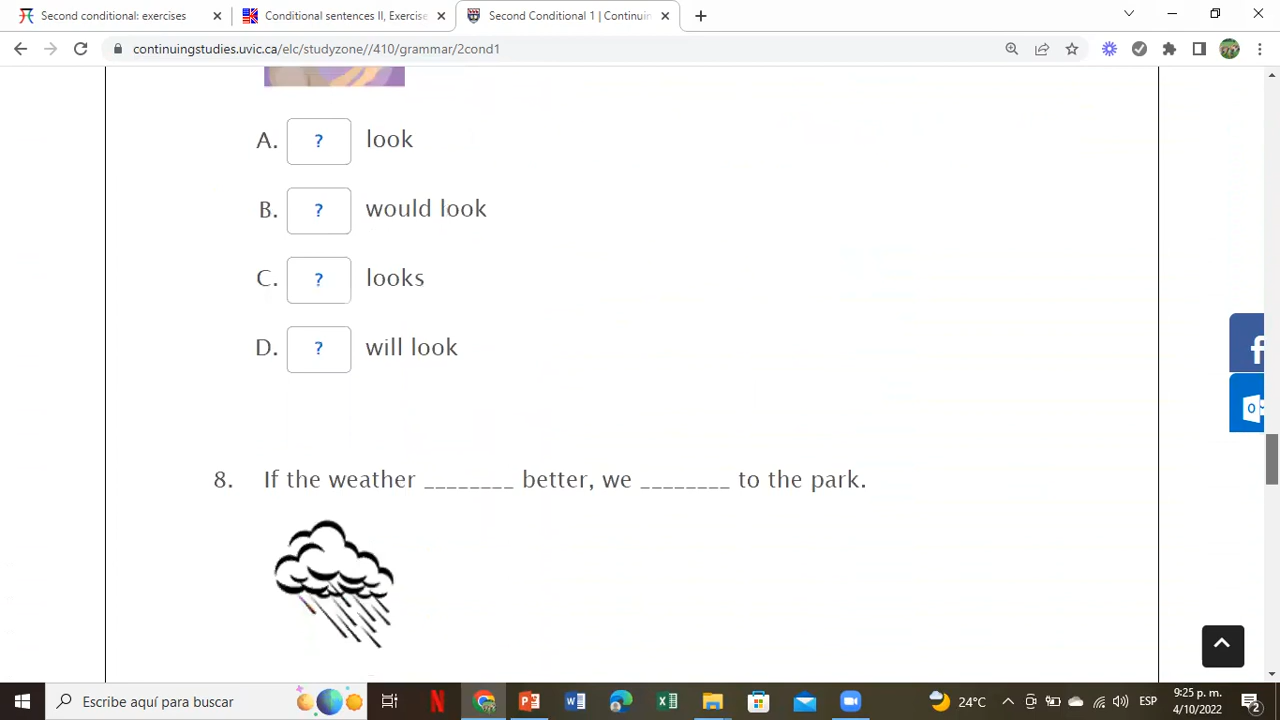 Second conditional: exercises
Conditional sentences II, Exercise
Second Conditional 1 | Continuin
continuingstudies.uvic.ca/elc/studyzone//410/grammar/2cond1
A. ? look
B. ? would look
C. ? looks
D. ? will look
8. If the weather ________ better, we ________ to the park.
Escribe aquí para buscar
24°C
ESP
9:25 p. m.
4/10/2022
2